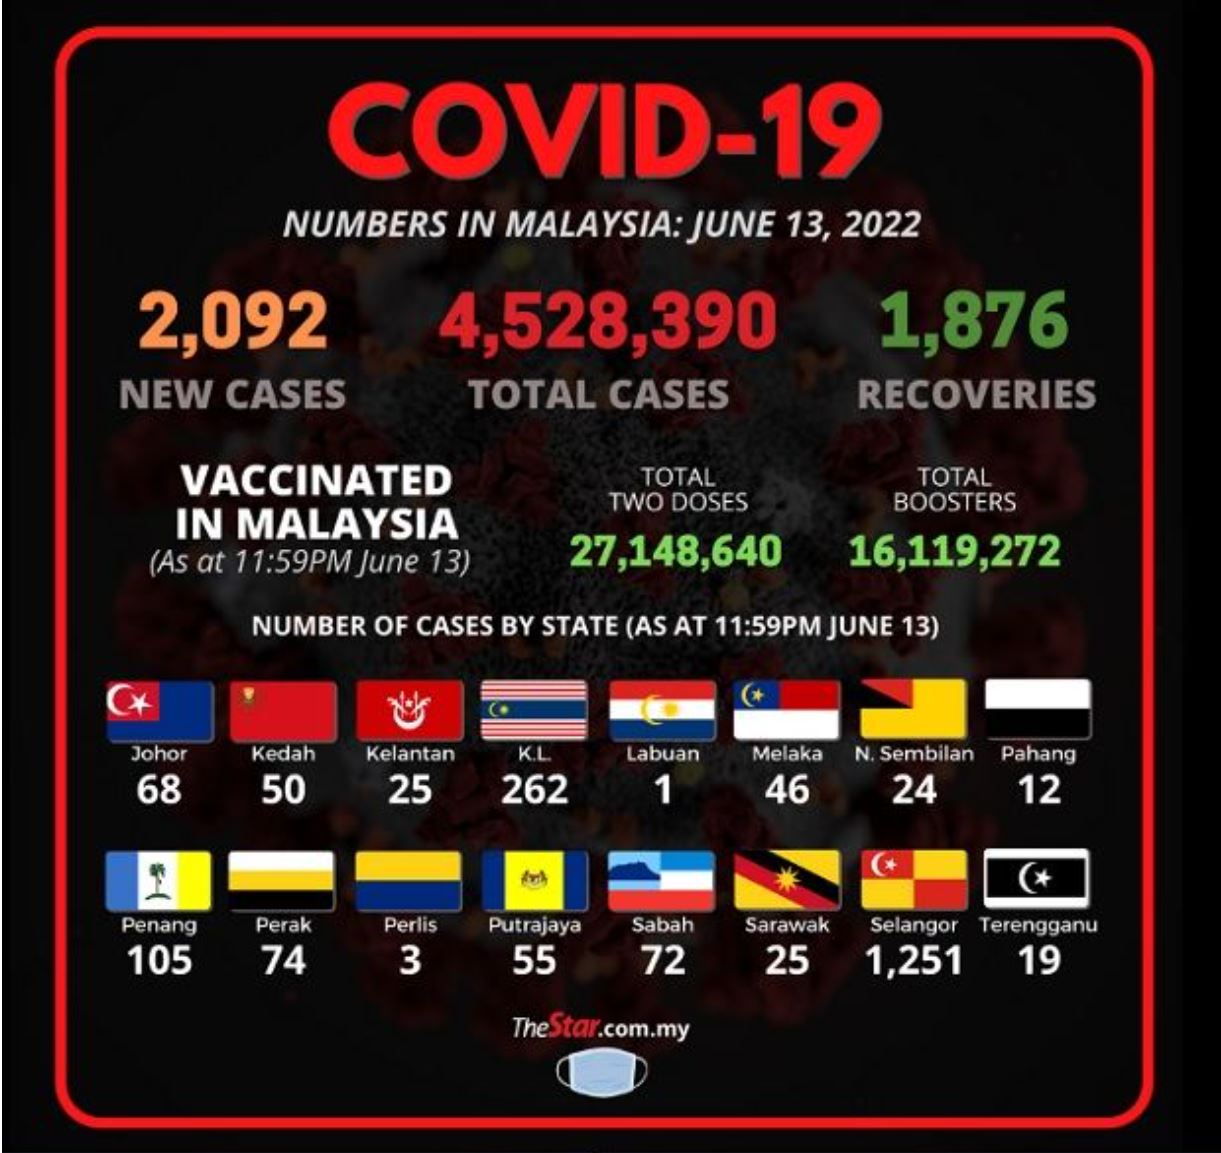 COVID-19
NUMBERS IN MALAYSIA: JUNE 13, 2022
2,092 4,528,390 1,876
NEW CASES TOTAL CASES RECOVERIES
VACCINATED
IN MALAYSIA
(As at 11:59PM June 13)
TOTAL
TWO DOSES
27,148,640
TOTAL
BOOSTERS
16,119,272
NUMBER OF CASES BY STATE (AS AT 11:59PM JUNE 13)
Johor Kedah Kelantan K.L. Labuan Melaka N. Sembilan Pahang
68 50 25 262 1 46 24 12
Penang Perak Perlis Putrajaya Sabah Sarawak Selangor Terengganu
105 74 3 55 72 25 1,251 19
TheStar.com.my